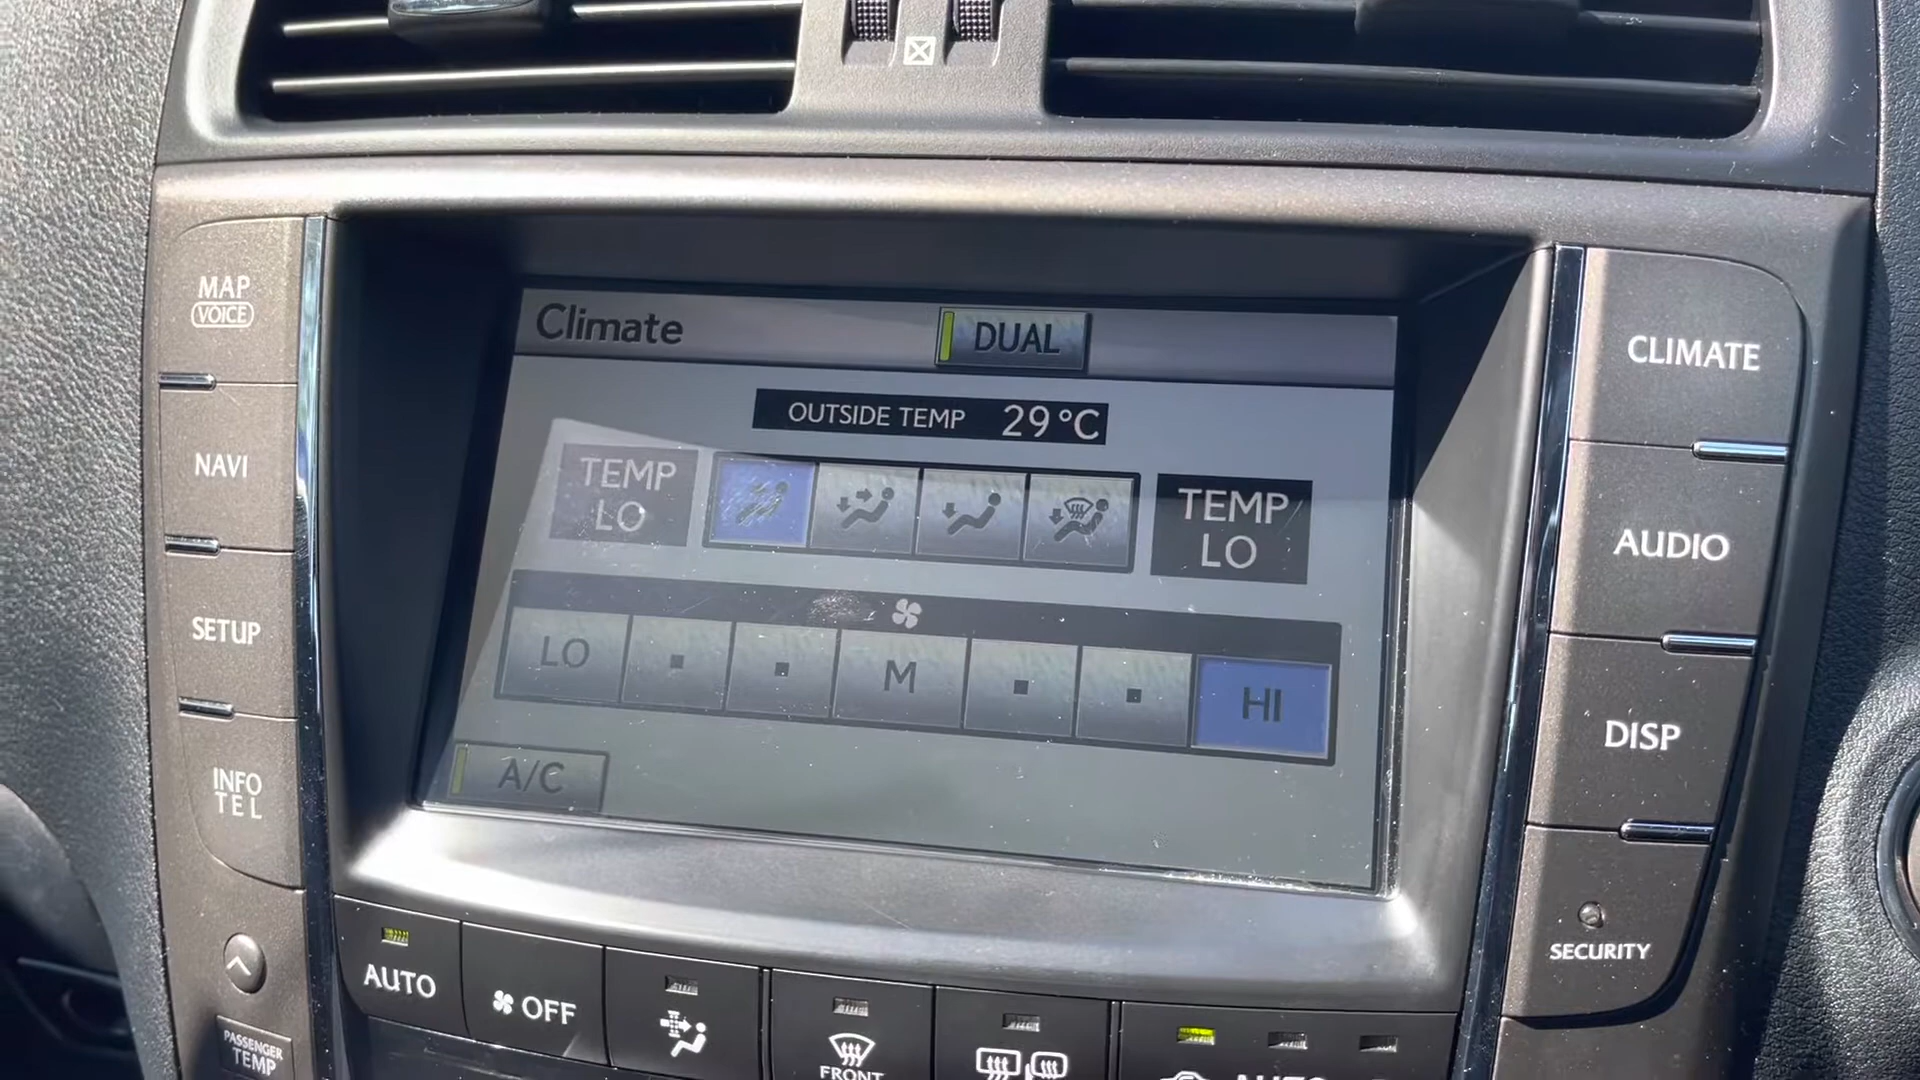 MAP
VOICE
NAVI
SETUP
INFO
TEL
PASSENGER
TEMP
Climate
DUAL
OUTSIDE TEMP 29°C
TEMP
LO
TEMP
LO
LO
M
HI
A/C
CLIMATE
AUDIO
DISP
SECURITY
AUTO
OFF
FRONT
AUTO